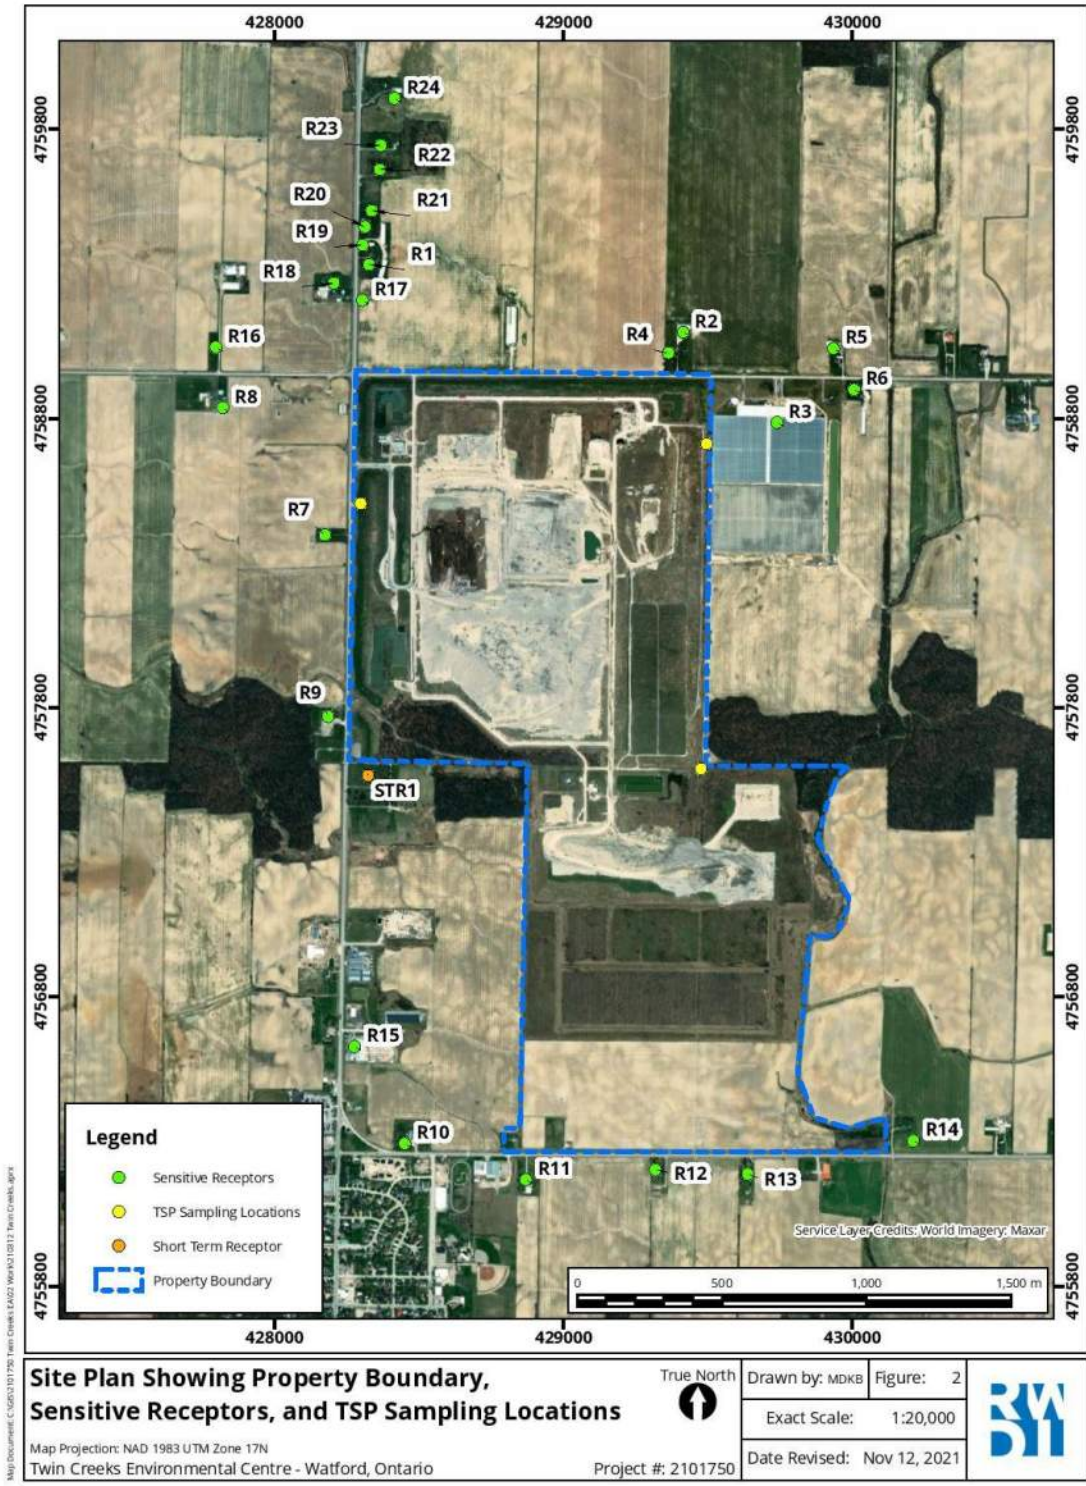 428000 429000 430000
4759800 4759800
R24
R23
R22
R20
R21
R19
R1
R18
R17
R2
R4
R16
R5
R6
R8
4758800 4758800
R3
R7
R9
4757800 4757800
STR1
4756800 4756800
R15
R10
R14
R11
R12
R13
Legend
Sensitive Receptors
TSP Sampling Locations
Short Term Receptor
Property Boundary
Service Layer Credits: World Imagery: Maxar
0 500 1,000 1,500 m
4755800 4755800
428000 429000 430000
Site Plan Showing Property Boundary,
Sensitive Receptors, and TSP Sampling Locations
True North
Map Projection: NAD 1983 UTM Zone 17N
Twin Creeks Environmental Centre - Watford, Ontario
Project #: 2101750
Drawn by: MDKB
Figure: 2
Exact Scale: 1:20,000
Date Revised: Nov 12, 2021
RWDI